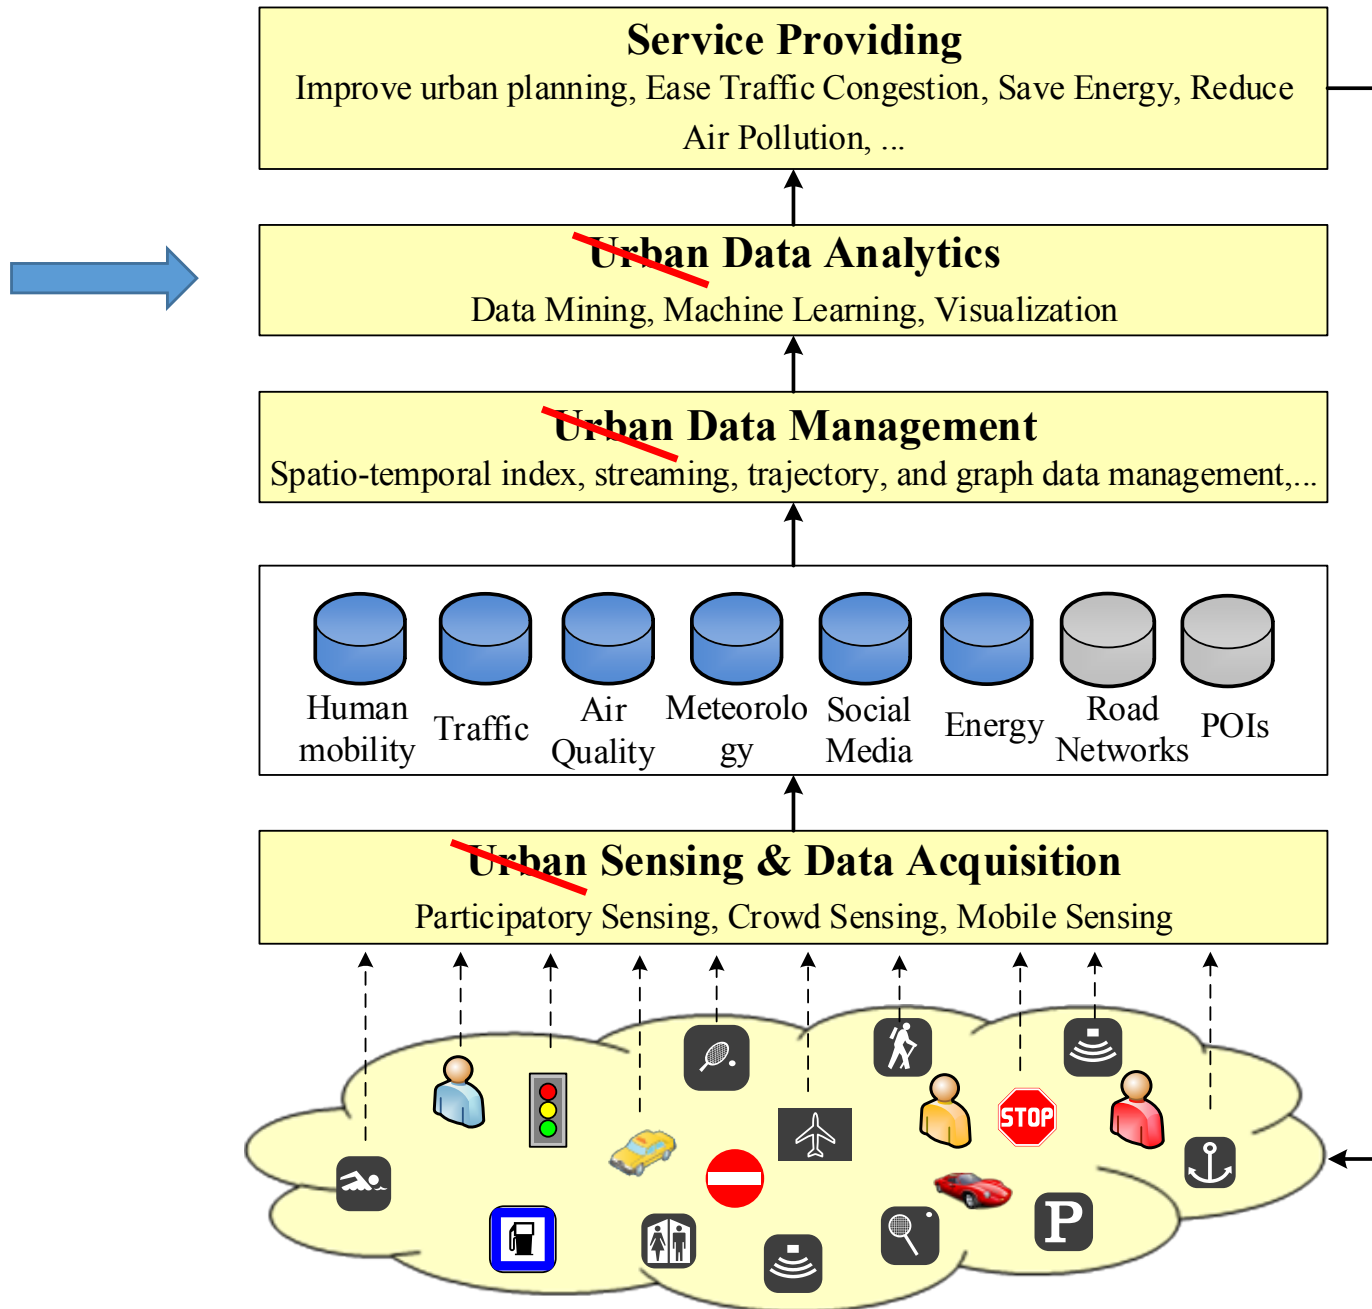 Service Providing
Improve urban planning, Ease Traffic Congestion, Save Energy, Reduce
Air Pollution, ...
Urban Data Analytics
Data Mining, Machine Learning, Visualization
Urban Data Management
Spatio-temporal index, streaming, trajectory, and graph data management,...
Human
mobility
Traffic
Air
Quality
Meteorolo
gy
Social
Media
Energy
Road
Networks
POIs
Urban Sensing & Data Acquisition
Participatory Sensing, Crowd Sensing, Mobile Sensing
STOP
P